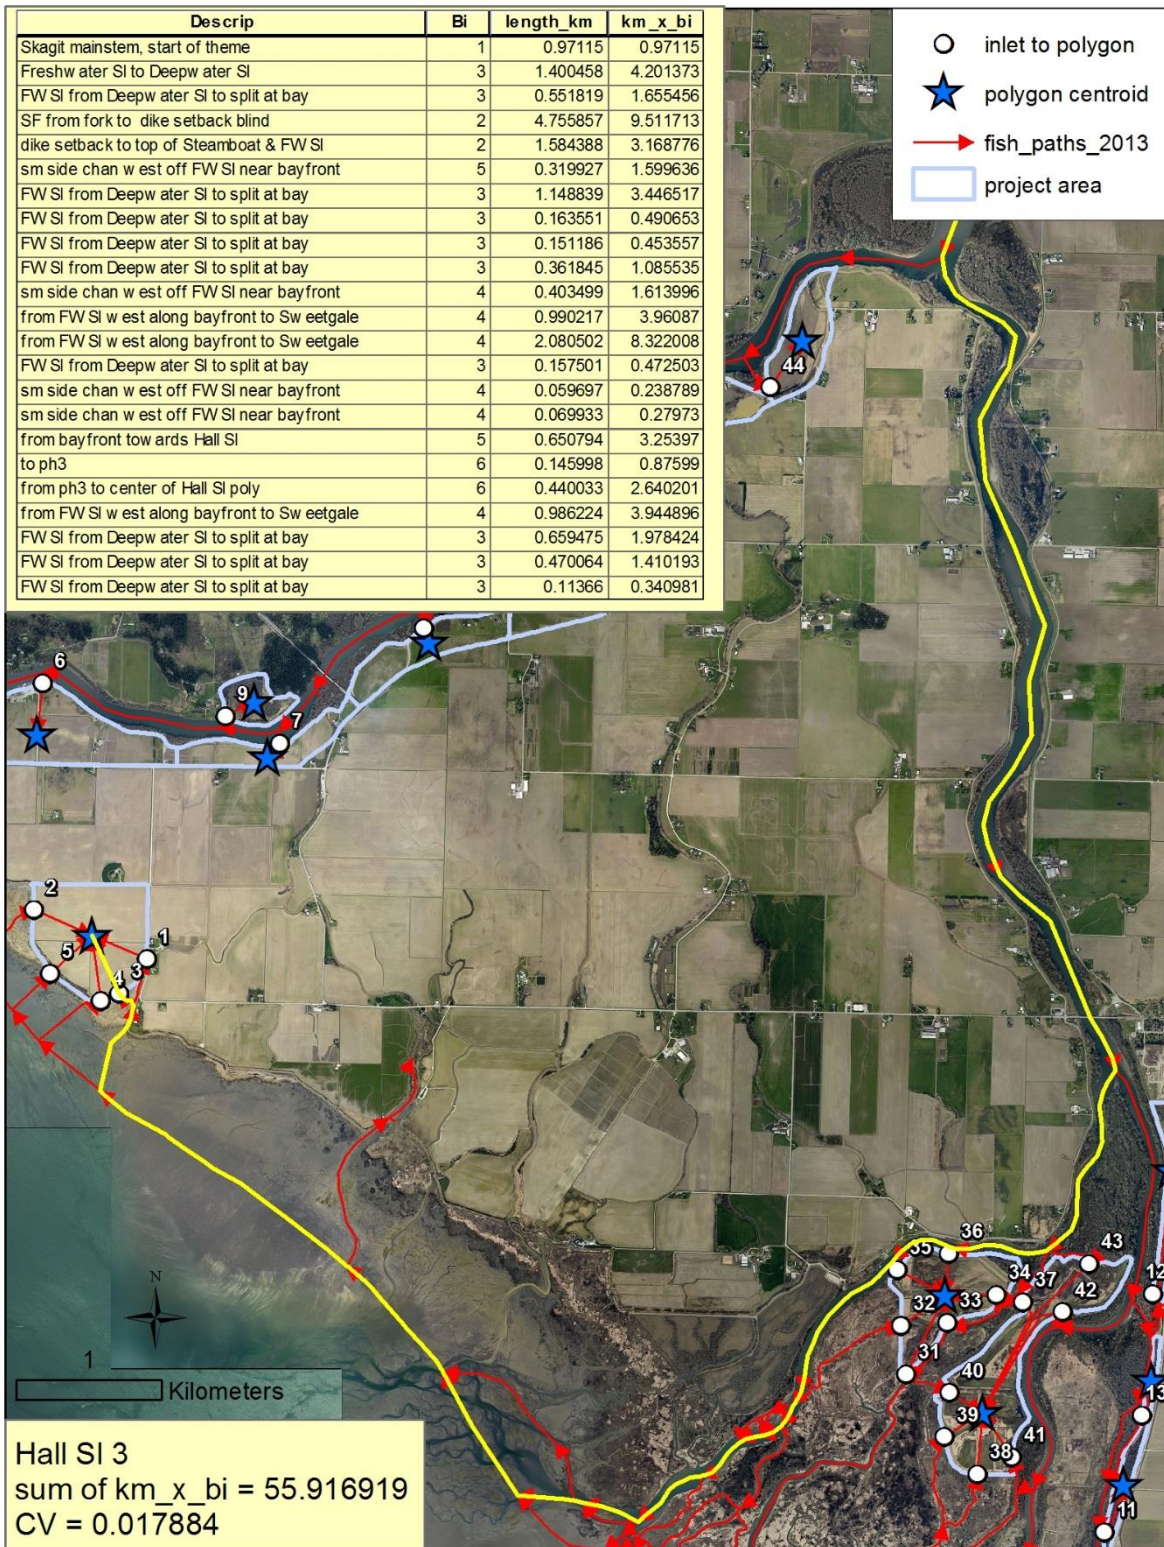 Descrip Bi length_km km_x_bi
Skagit mainstem, start of theme 1 0.97115 0.97115
Freshwater Sl to Deepwater Sl 3 1.400458 4.201373
FW Sl from Deepwater Sl to split at bay 3 0.551819 1.655456
SF from fork to dike setback blind 2 4.755857 9.511713
dike setback to top of Steamboat & FW Sl 2 1.584388 3.168776
sm side chan west off FW Sl near bayfront 5 0.319927 1.599636
FW Sl from Deepwater Sl to split at bay 3 1.148839 3.446517
FW Sl from Deepwater Sl to split at bay 3 0.163551 0.490653
FW Sl from Deepwater Sl to split at bay 3 0.151186 0.453557
FW Sl from Deepwater Sl to split at bay 3 0.361845 1.085535
sm side chan west off FW Sl near bayfront 4 0.403499 1.613996
from FW Sl west along bayfront to Sweetgale 4 0.990217 3.96087
from FW Sl west along bayfront to Sweetgale 4 2.080502 8.322008
FW Sl from Deepwater Sl to split at bay 3 0.157501 0.472503
sm side chan west off FW Sl near bayfront 4 0.059697 0.238789
sm side chan west off FW Sl near bayfront 4 0.069933 0.27973
from bayfront towards Hall Sl 5 0.650794 3.25397
to ph3 6 0.145998 0.87599
from ph3 to center of Hall Sl poly 6 0.440033 2.640201
from FW Sl west along bayfront to Sweetgale 4 0.986224 3.944896
FW Sl from Deepwater Sl to split at bay 3 0.659475 1.978424
FW Sl from Deepwater Sl to split at bay 3 0.470064 1.410193
FW Sl from Deepwater Sl to split at bay 3 0.11366 0.340981
inlet to polygon
polygon centroid
fish_paths_2013
project area
44
6
9
7
2
1
5
3
4
36
35
43
34
37
12
32
33
42
31
40
13
39
41
38
11
N
1
Kilometers
Hall Sl 3
sum of km_x_bi = 55.916919
CV = 0.017884